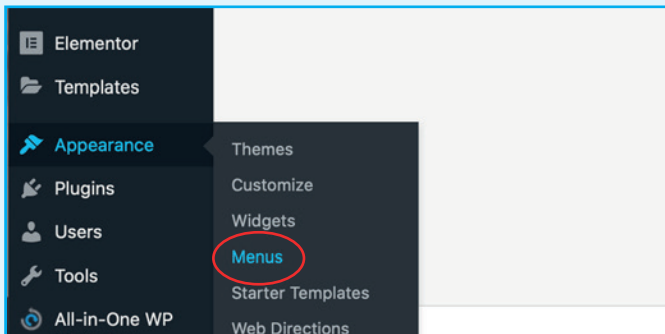 Elementor
Templates
Appearance
Themes
Customize
Widgets
Menus
Starter Templates
Web Directions
Plugins
Users
Tools
All-in-One WP